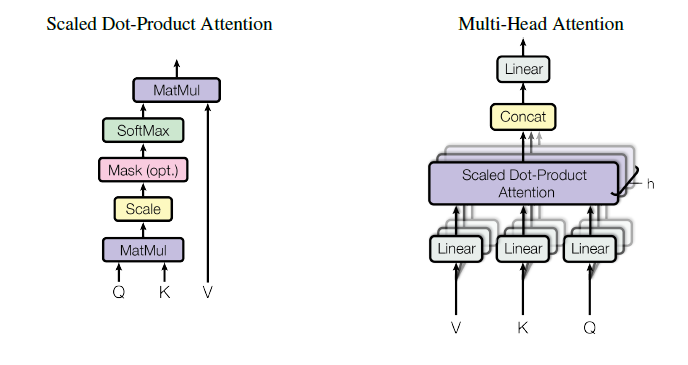 Scaled Dot-Product Attention
MatMul
SoftMax
Mask (opt.)
Scale
MatMul
Q K V
Multi-Head Attention
Linear
Concat
Scaled Dot-Product
Attention
h
Linear Linear Linear
V K Q